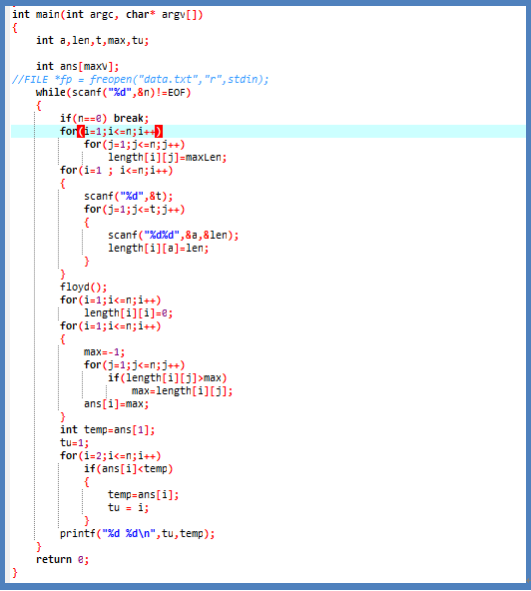 int main(int argc, char* argv[])
{
    int a,len,t,max,tu;

    int ans[maxv];
//FILE *fp = freopen("data.txt","r",stdin);
    while(scanf("%d",&n)!=EOF)
    {
        if(n==0) break;
        for(i=1;i<=n;i++)
            for(j=1;j<=n;j++)
                length[i][j]=maxLen;
        for(i=1 ; i<=n;i++)
        {
            scanf("%d",&t);
            for(j=1;j<=t;j++)
            {
                scanf("%d%d",&a,&len);
                length[i][a]=len;
            }
        }
        floyd();
        for(i=1;i<=n;i++)
            length[i][i]=0;
        for(i=1;i<=n;i++)
        {
            max=-1;
            for(j=1;j<=n;j++)
                if(length[i][j]>max)
                    max=length[i][j];
            ans[i]=max;
        }
        int temp=ans[1];
        tu=1;
        for(i=2;i<=n;i++)
            if(ans[i]<temp)
            {
                temp=ans[i];
                tu = i;
            }
        printf("%d %d\n",tu,temp);
    }
    return 0;
}